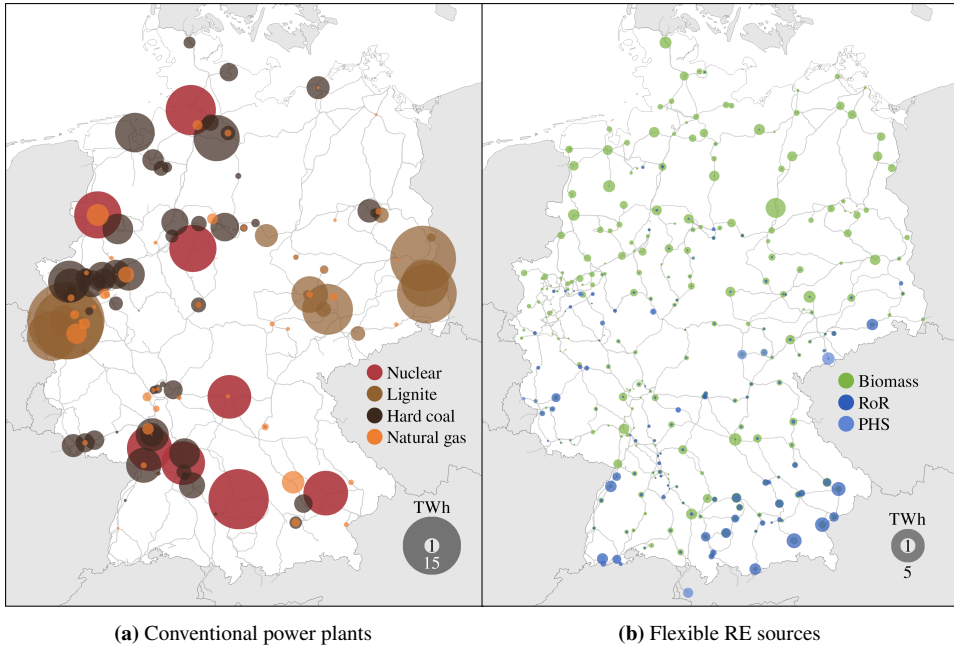 Nuclear
Lignite
Hard coal
Natural gas
TWh
1
15
Biomass
RoR
PHS
TWh
1
5
(a) Conventional power plants
(b) Flexible RE sources